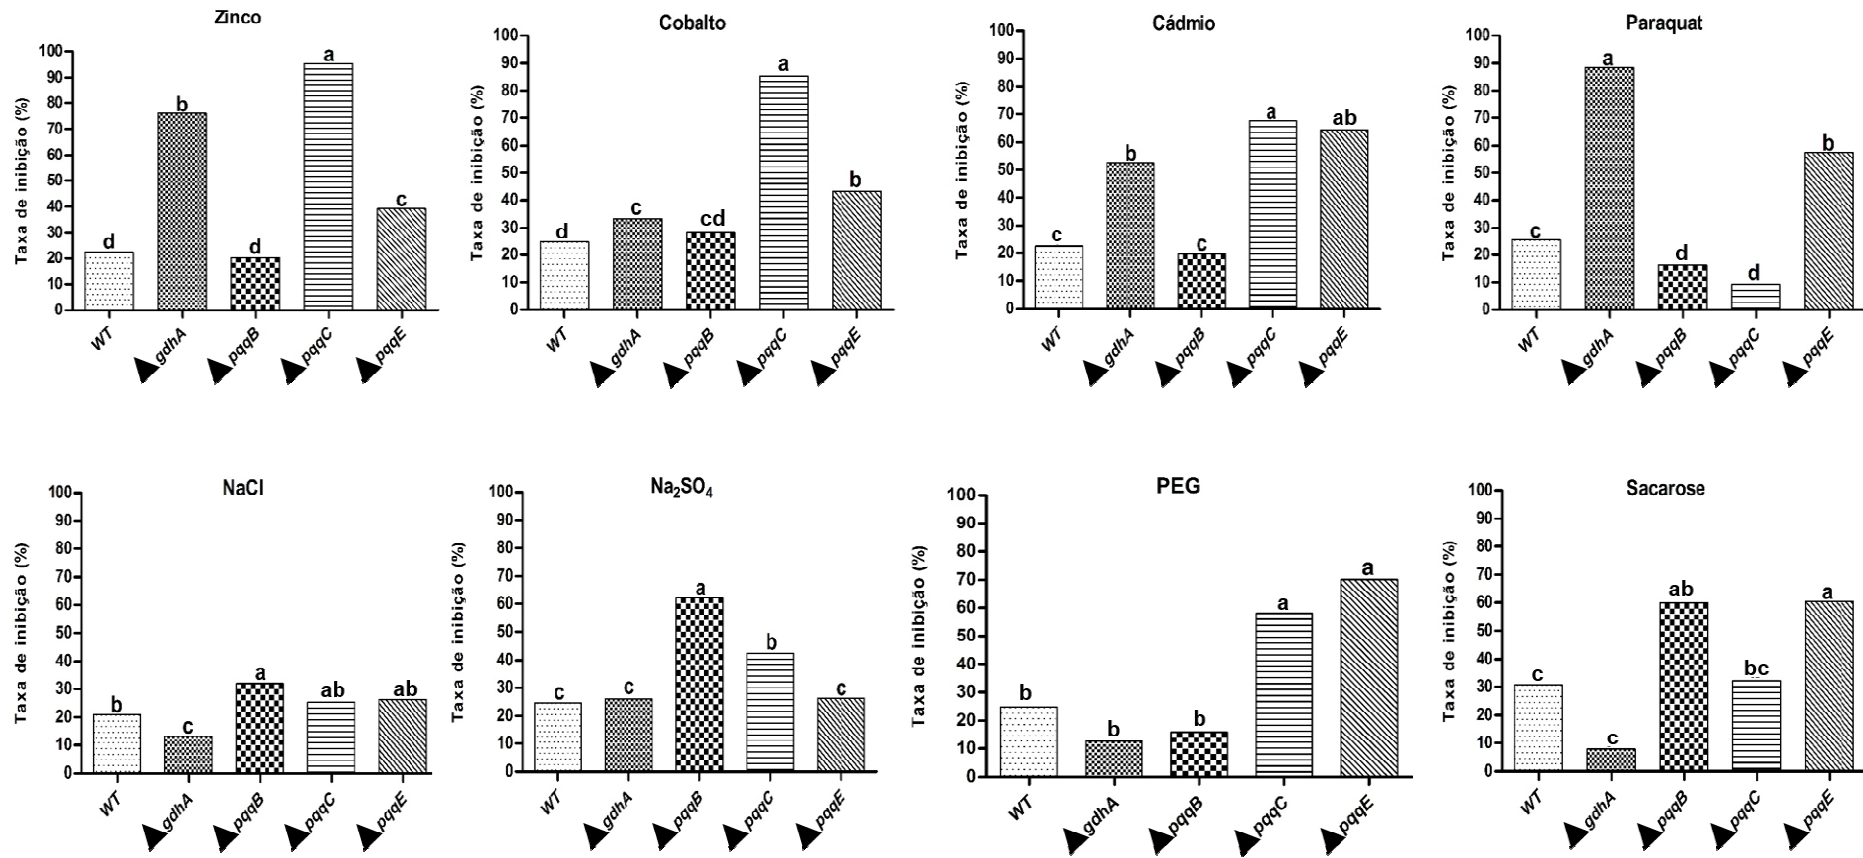 Zinco
Taxa de inibição (%)
100
90
80
70
60
50
40
30
20
10
0
d
b
d
a
c
WT
gdhA
pqqB
pqqC
pqqE
Cobalto
Taxa de inibição (%)
100
90
80
70
60
50
40
30
20
10
0
d
c
cd
a
b
WT
gdhA
pqqB
pqqC
pqqE
Cádmio
Taxa de inibição (%)
100
90
80
70
60
50
40
30
20
10
0
c
b
c
a
ab
WT
gdhA
pqqB
pqqC
pqqE
Paraquat
Taxa de inibição (%)
100
90
80
70
60
50
40
30
20
10
0
c
a
d
d
b
WT
gdhA
pqqB
pqqC
pqqE
NaCl
Taxa de inibição (%)
100
90
80
70
60
50
40
30
20
10
0
b
c
a
ab
ab
WT
gdhA
pqqB
pqqC
pqqE
Na₂SO₄
Taxa de inibição (%)
100
90
80
70
60
50
40
30
20
10
0
c
c
a
b
c
WT
gdhA
pqqB
pqqC
pqqE
PEG
Taxa de inibição (%)
100
90
80
70
60
50
40
30
20
10
0
b
b
b
a
a
WT
gdhA
pqqB
pqqC
pqqE
Sacarose
Taxa de inibição (%)
100
90
80
70
60
50
40
30
20
10
0
c
c
ab
bc
a
WT
gdhA
pqqB
pqqC
pqqE